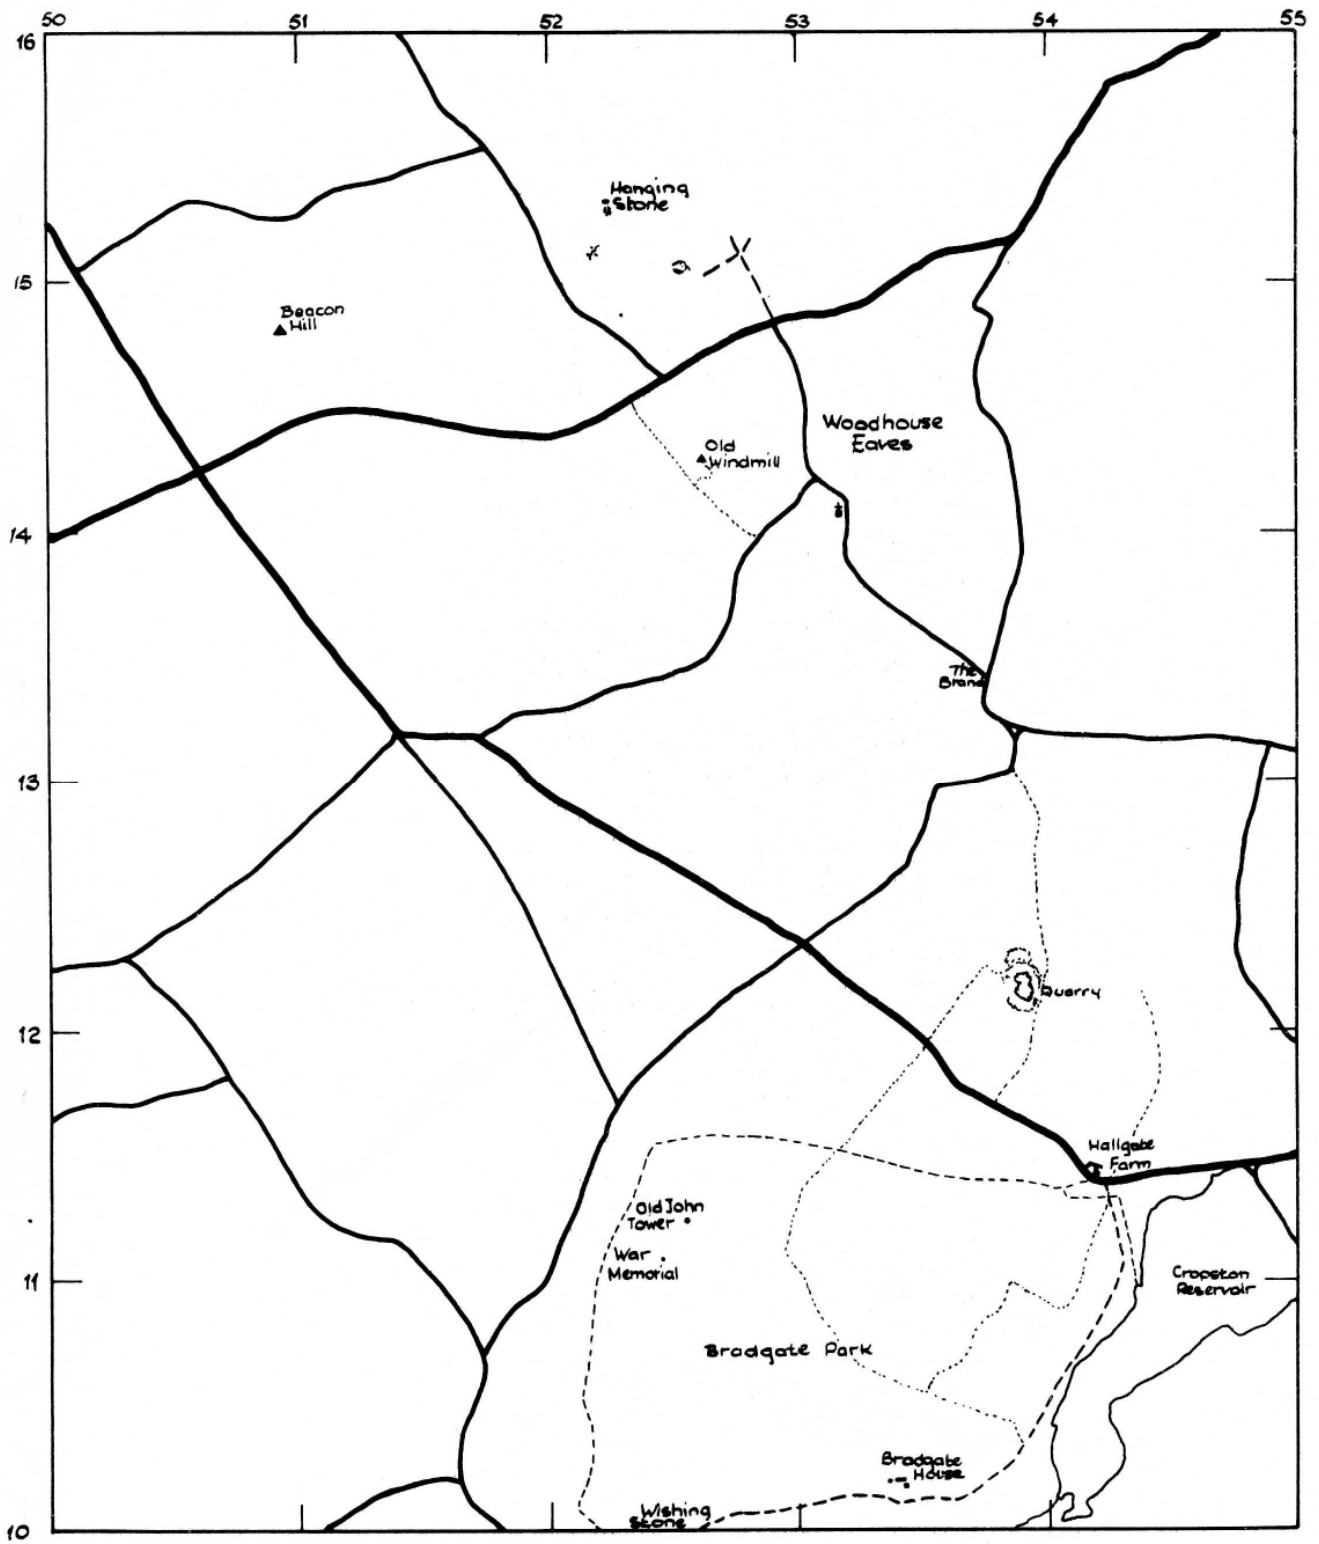 50 51 52 53 54 55
16
Hanging
Stone
15
Beacon
Hill
Woodhouse
Eaves
Old
Windmill
14
The
Brand
13
Quarry
12
Hallgate
Farm
Old John
Tower
War
Memorial
11
Cropston
Reservoir
Bradgate Park
Bradgate
House
Wishing
Stone
10